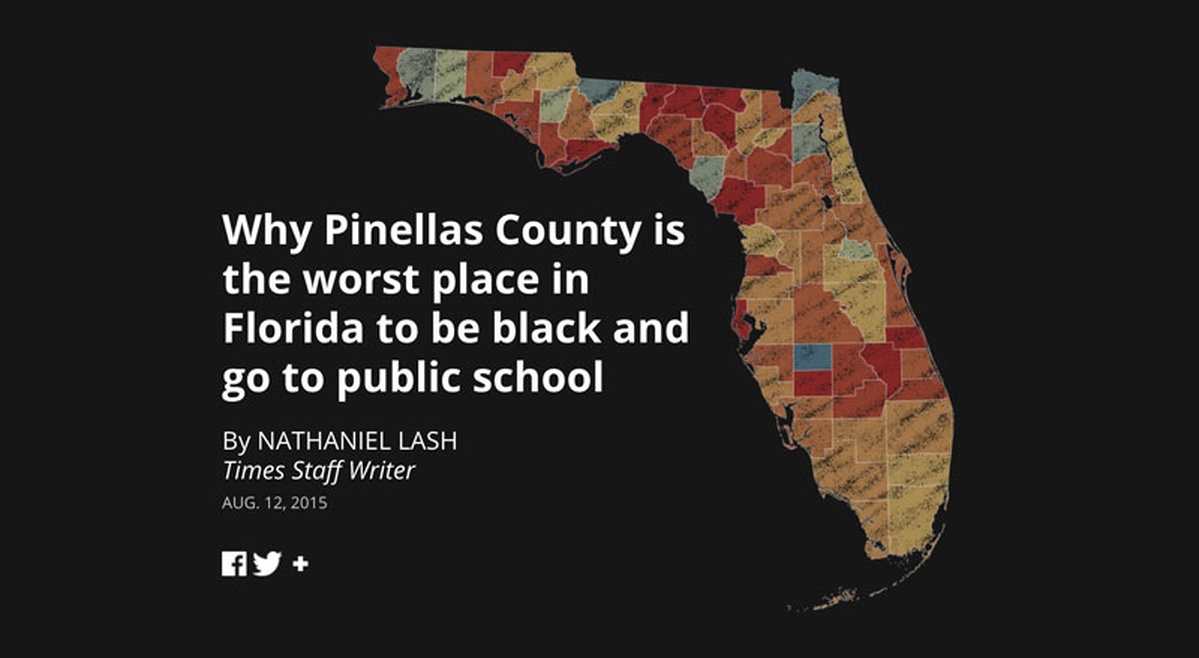 Why Pinellas County is
the worst place in
Florida to be black and
go to public school
By NATHANIEL LASH
Times Staff Writer
AUG. 12, 2015